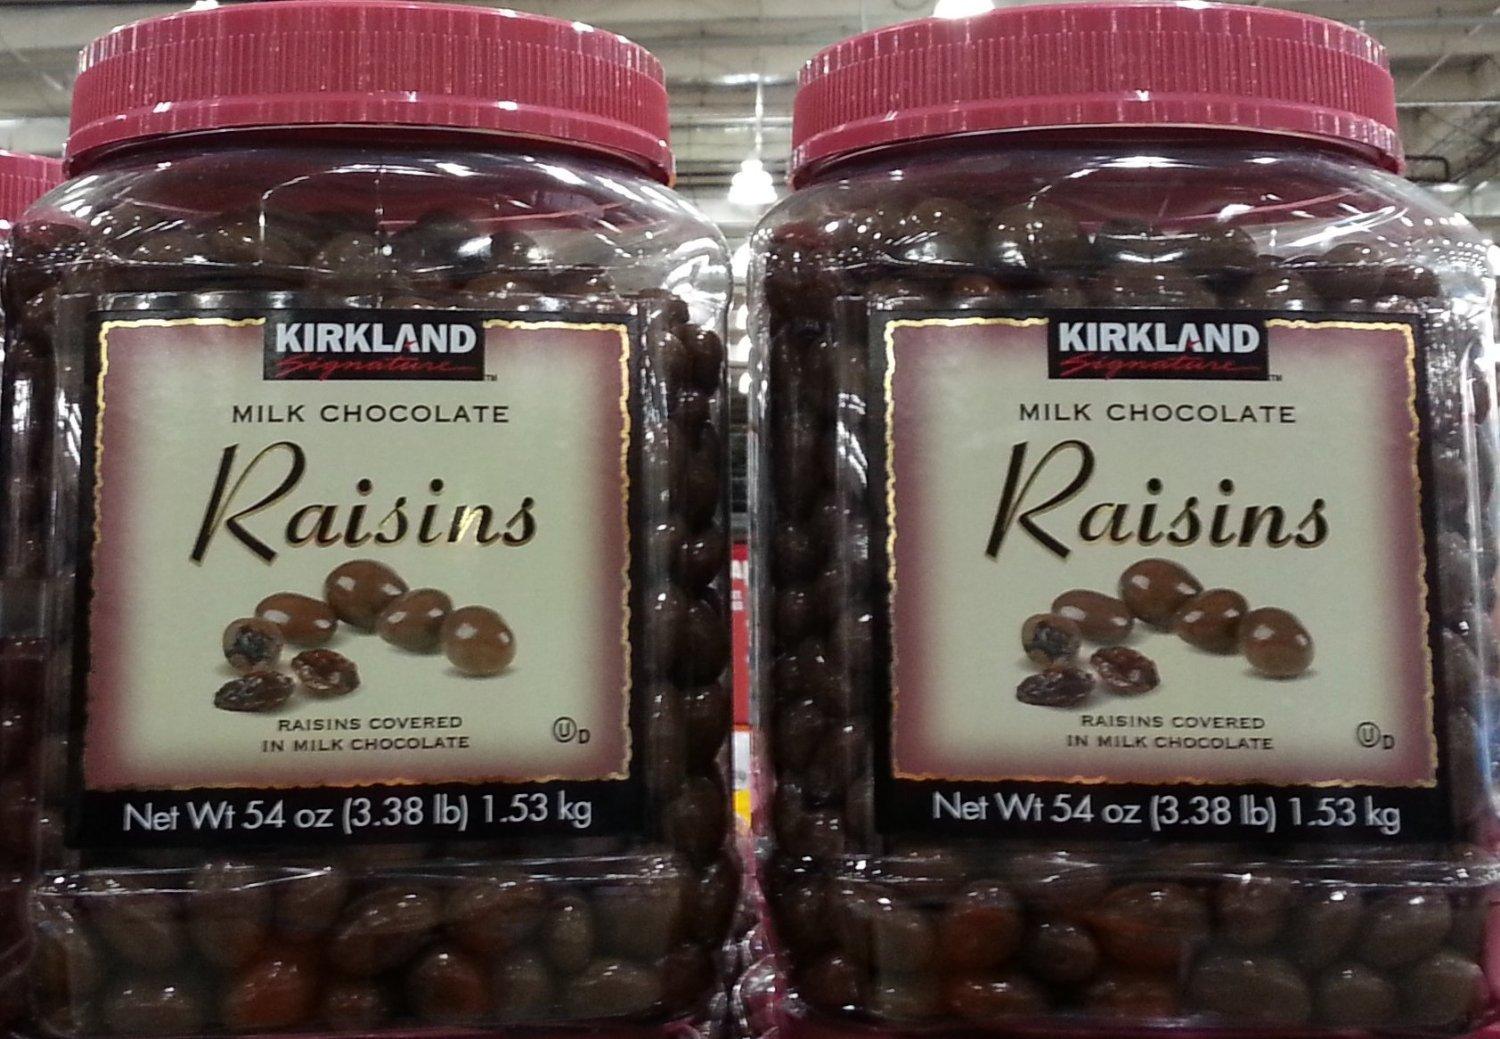 KIRKLAND
Signature™
MILK CHOCOLATE
Raisins
RAISINS COVERED
IN MILK CHOCOLATE
U D
Net Wt 54 oz (3.38 lb) 1.53 kg
KIRKLAND
Signature™
MILK CHOCOLATE
Raisins
RAISINS COVERED
IN MILK CHOCOLATE
U D
Net Wt 54 oz (3.38 lb) 1.53 kg